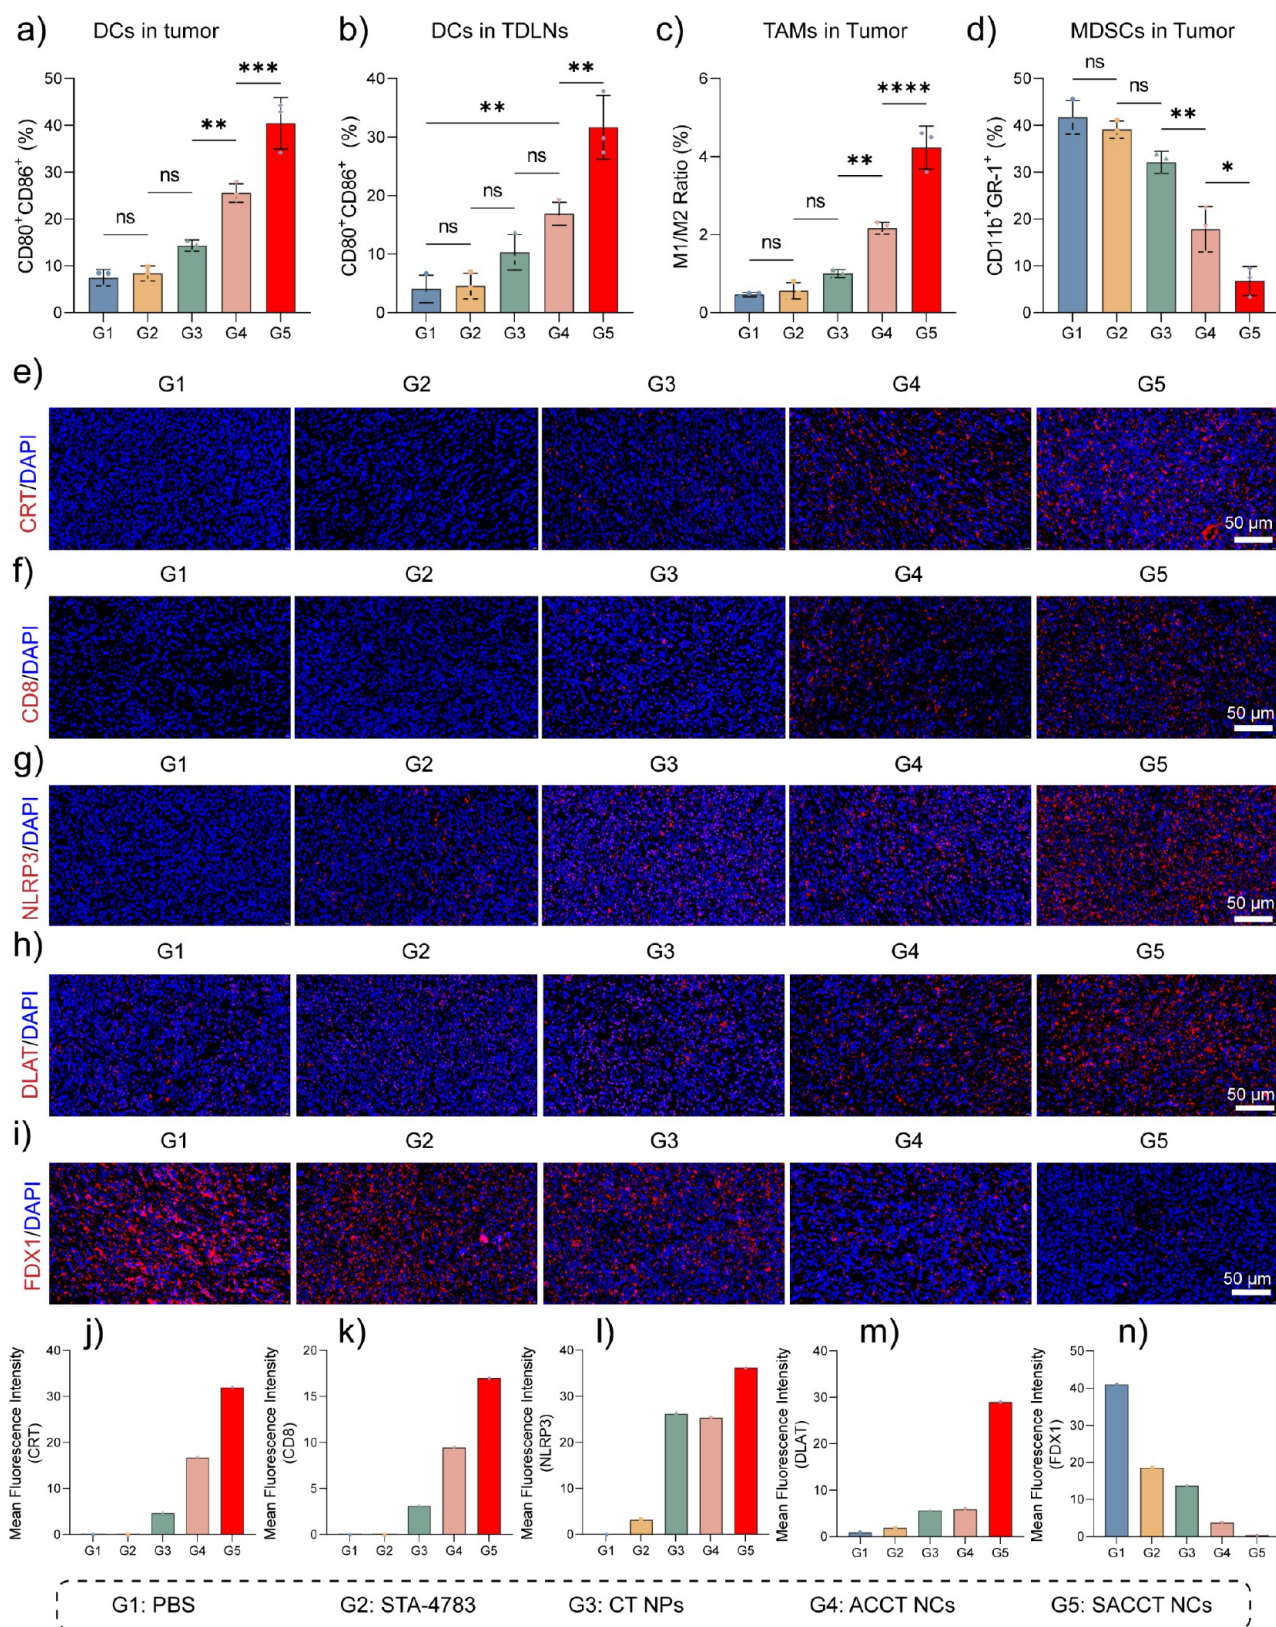 a) DCs in tumor
b) DCs in TDLNs
c) TAMs in Tumor
d) MDSCs in Tumor
CD80⁺CD86⁺ (%)
50
40
30
20
10
0
ns
ns
**
***
G1 G2 G3 G4 G5
CD80⁺CD86⁺ (%)
40
30
20
10
0
ns
ns
**
**
G1 G2 G3 G4 G5
M1/M2 Ratio (%)
6
4
2
0
ns
ns
**
****
G1 G2 G3 G4 G5
CD11b⁺GR-1⁺ (%)
50
40
30
20
10
0
ns
ns
**
*
G1 G2 G3 G4 G5
e) G1 G2 G3 G4 G5
CRT/DAPI
50 µm
f) G1 G2 G3 G4 G5
CD8/DAPI
50 µm
g) G1 G2 G3 G4 G5
NLRP3/DAPI
50 µm
h) G1 G2 G3 G4 G5
DLAT/DAPI
50 µm
i) G1 G2 G3 G4 G5
FDX1/DAPI
50 µm
j)
Mean Fluorescence Intensity
(CRT)
40
30
20
10
0
G1 G2 G3 G4 G5
k)
Mean Fluorescence Intensity
(CD8)
20
15
10
5
0
G1 G2 G3 G4 G5
l)
Mean Fluorescence Intensity
(NLRP3)
40
30
20
10
0
G1 G2 G3 G4 G5
m)
Mean Fluorescence Intensity
(DLAT)
40
30
20
10
0
G1 G2 G3 G4 G5
n)
Mean Fluorescence Intensity
(FDX1)
50
40
30
20
10
0
G1 G2 G3 G4 G5
G1: PBS G2: STA-4783 G3: CT NPs G4: ACCT NCs G5: SACCT NCs